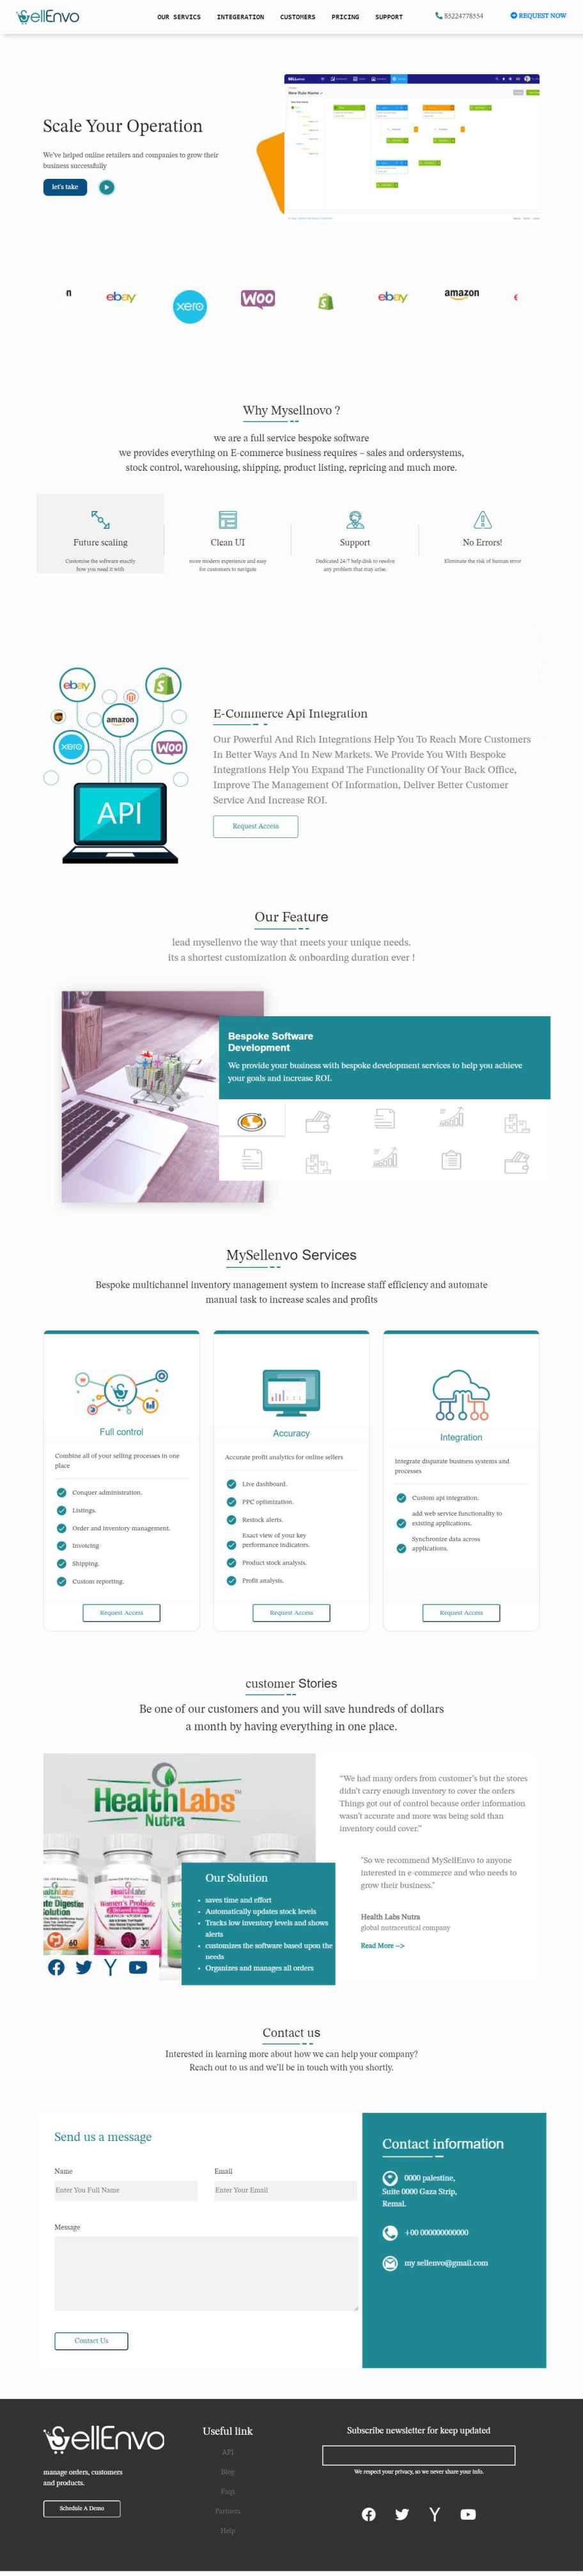 SellEnvo
OUR SERVICS INTEGERATION CUSTOMERS PRICING SUPPORT 85224778554 REQUEST NOW
Scale Your Operation
We've helped online retailers and companies to grow their
business successfully
let's take
New Rule Name
n ebay xero WOO ebay amazon e
Why Mysellnovo ?
we are a full service bespoke software
we provides everything on E-commerce business requires – sales and ordersystems,
stock control, warehousing, shipping, product listing, repricing and much more.
Future scaling
Customise the software exactly
how you need it with
Clean UI
more modern experience and easy
for customers to navigate
Support
Dedicated 24/7 help disk to resolve
any problem that may arise.
No Errors!
Eliminate the risk of human error
ebay
amazon
xero
WOO
API
E-Commerce Api Integration
Our Powerful And Rich Integrations Help You To Reach More Customers
In Better Ways And In New Markets. We Provide You With Bespoke
Integrations Help You Expand The Functionality Of Your Back Office,
Improve The Management Of Information, Deliver Better Customer
Service And Increase ROI.
Request Access
Our Feature
lead mysellenvo the way that meets your unique needs.
its a shortest customization & onboarding duration ever !
Bespoke Software
Development
We provide your business with bespoke development services to help you achieve
your goals and increase ROI.
MySellenvo Services
Bespoke multichannel inventory management system to increase staff efficiency and automate
manual task to increase scales and profits
Full control
Combine all of your selling processes in one
place
Conquer administration.
Listings.
Order and inventory management.
Invoicing
Shipping.
Custom reporting.
Request Access
Accuracy
Accurate profit analytics for online sellers
Live dashboard.
PPC optimization.
Restock alerts.
Exact view of your key
performance indicators.
Product stock analysis.
Profit analysis.
Request Access
Integration
Integrate disparate business systems and
processes
Custom api integration.
add web service functionality to
existing applications.
Synchronize data across
applications.
Request Access
customer Stories
Be one of our customers and you will save hundreds of dollars
a month by having everything in one place.
HealthLabs™
Nutra
Women's Probiotic
60
30
Our Solution
saves time and effort
Automatically updates stock levels
Tracks low inventory levels and shows
alerts
customizes the software based upon the
needs
Organizes and manages all orders
"We had many orders from customer's but the stores
didn't carry enough inventory to cover the orders
Things got out of control because order information
wasn't accurate and more was being sold than
inventory could cover."
"So we recommend MySellEnvo to anyone
interested in e-commerce and who needs to
grow their business."
Health Labs Nutra
global nutraceutical company
Read More -->
Contact us
Interested in learning more about how we can help your company?
Reach out to us and we'll be in touch with you shortly.
Send us a message
Name
Enter You Full Name
Email
Enter Your Email
Message
Contact Us
Contact information
0000 palestine,
Suite 0000 Gaza Strip,
Remal.
+00 000000000000
my sellenvo@gmail.com
SellEnvo
manage orders, customers
and products.
Schedule A Demo
Useful link
API
Blog
Faqs
Partners
Help
Subscribe newsletter for keep updated
We respect your privacy, so we never share your info.